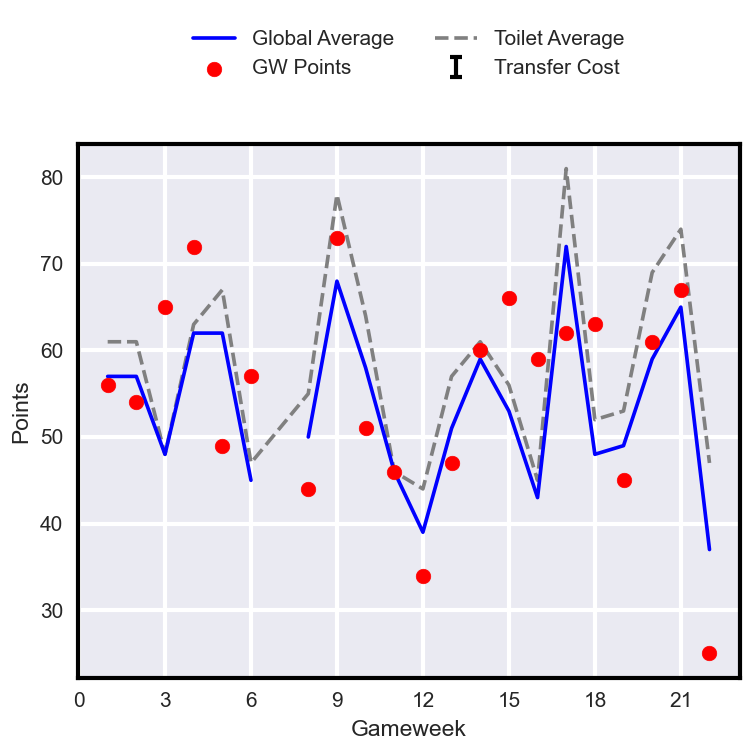 Global Average
GW Points
Toilet Average
Transfer Cost
Points
80
70
60
50
40
30
0 3 6 9 12 15 18 21
Gameweek